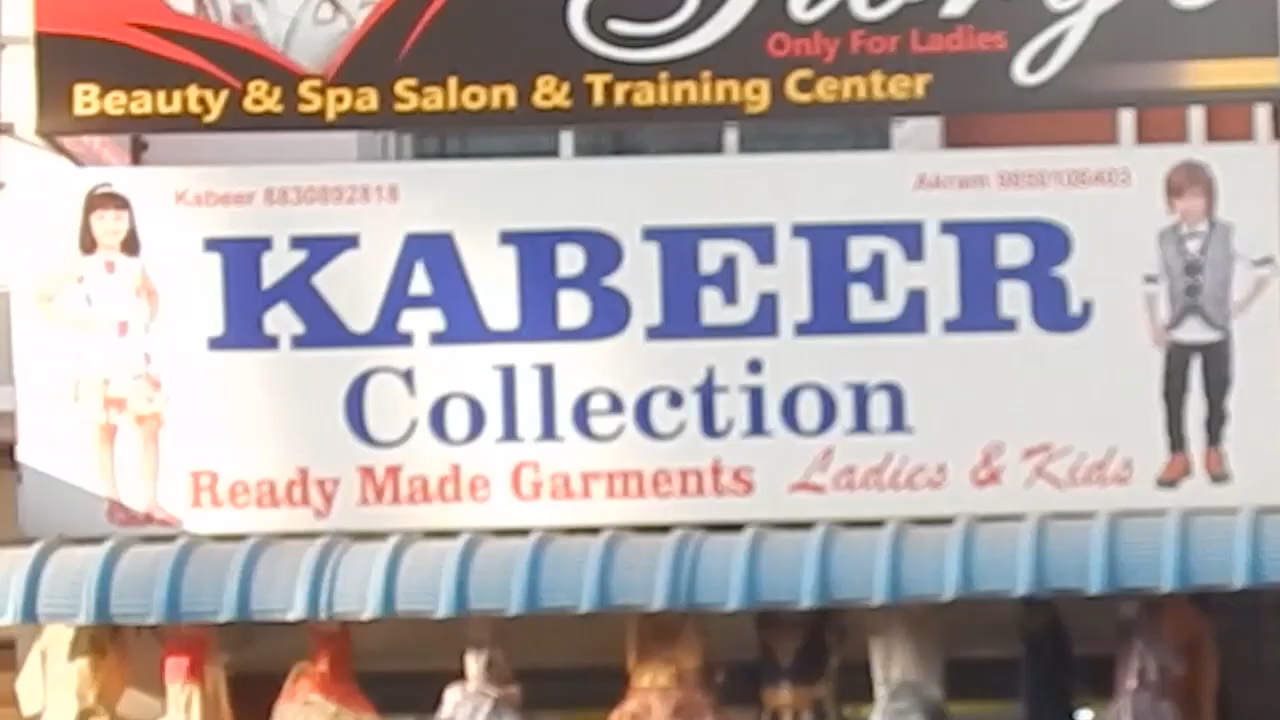 Only For Ladies
Beauty & Spa Salon & Training Center
Kabeer 8830892818
KABEER
Collection
Ready Made Garments Ladies & Kids